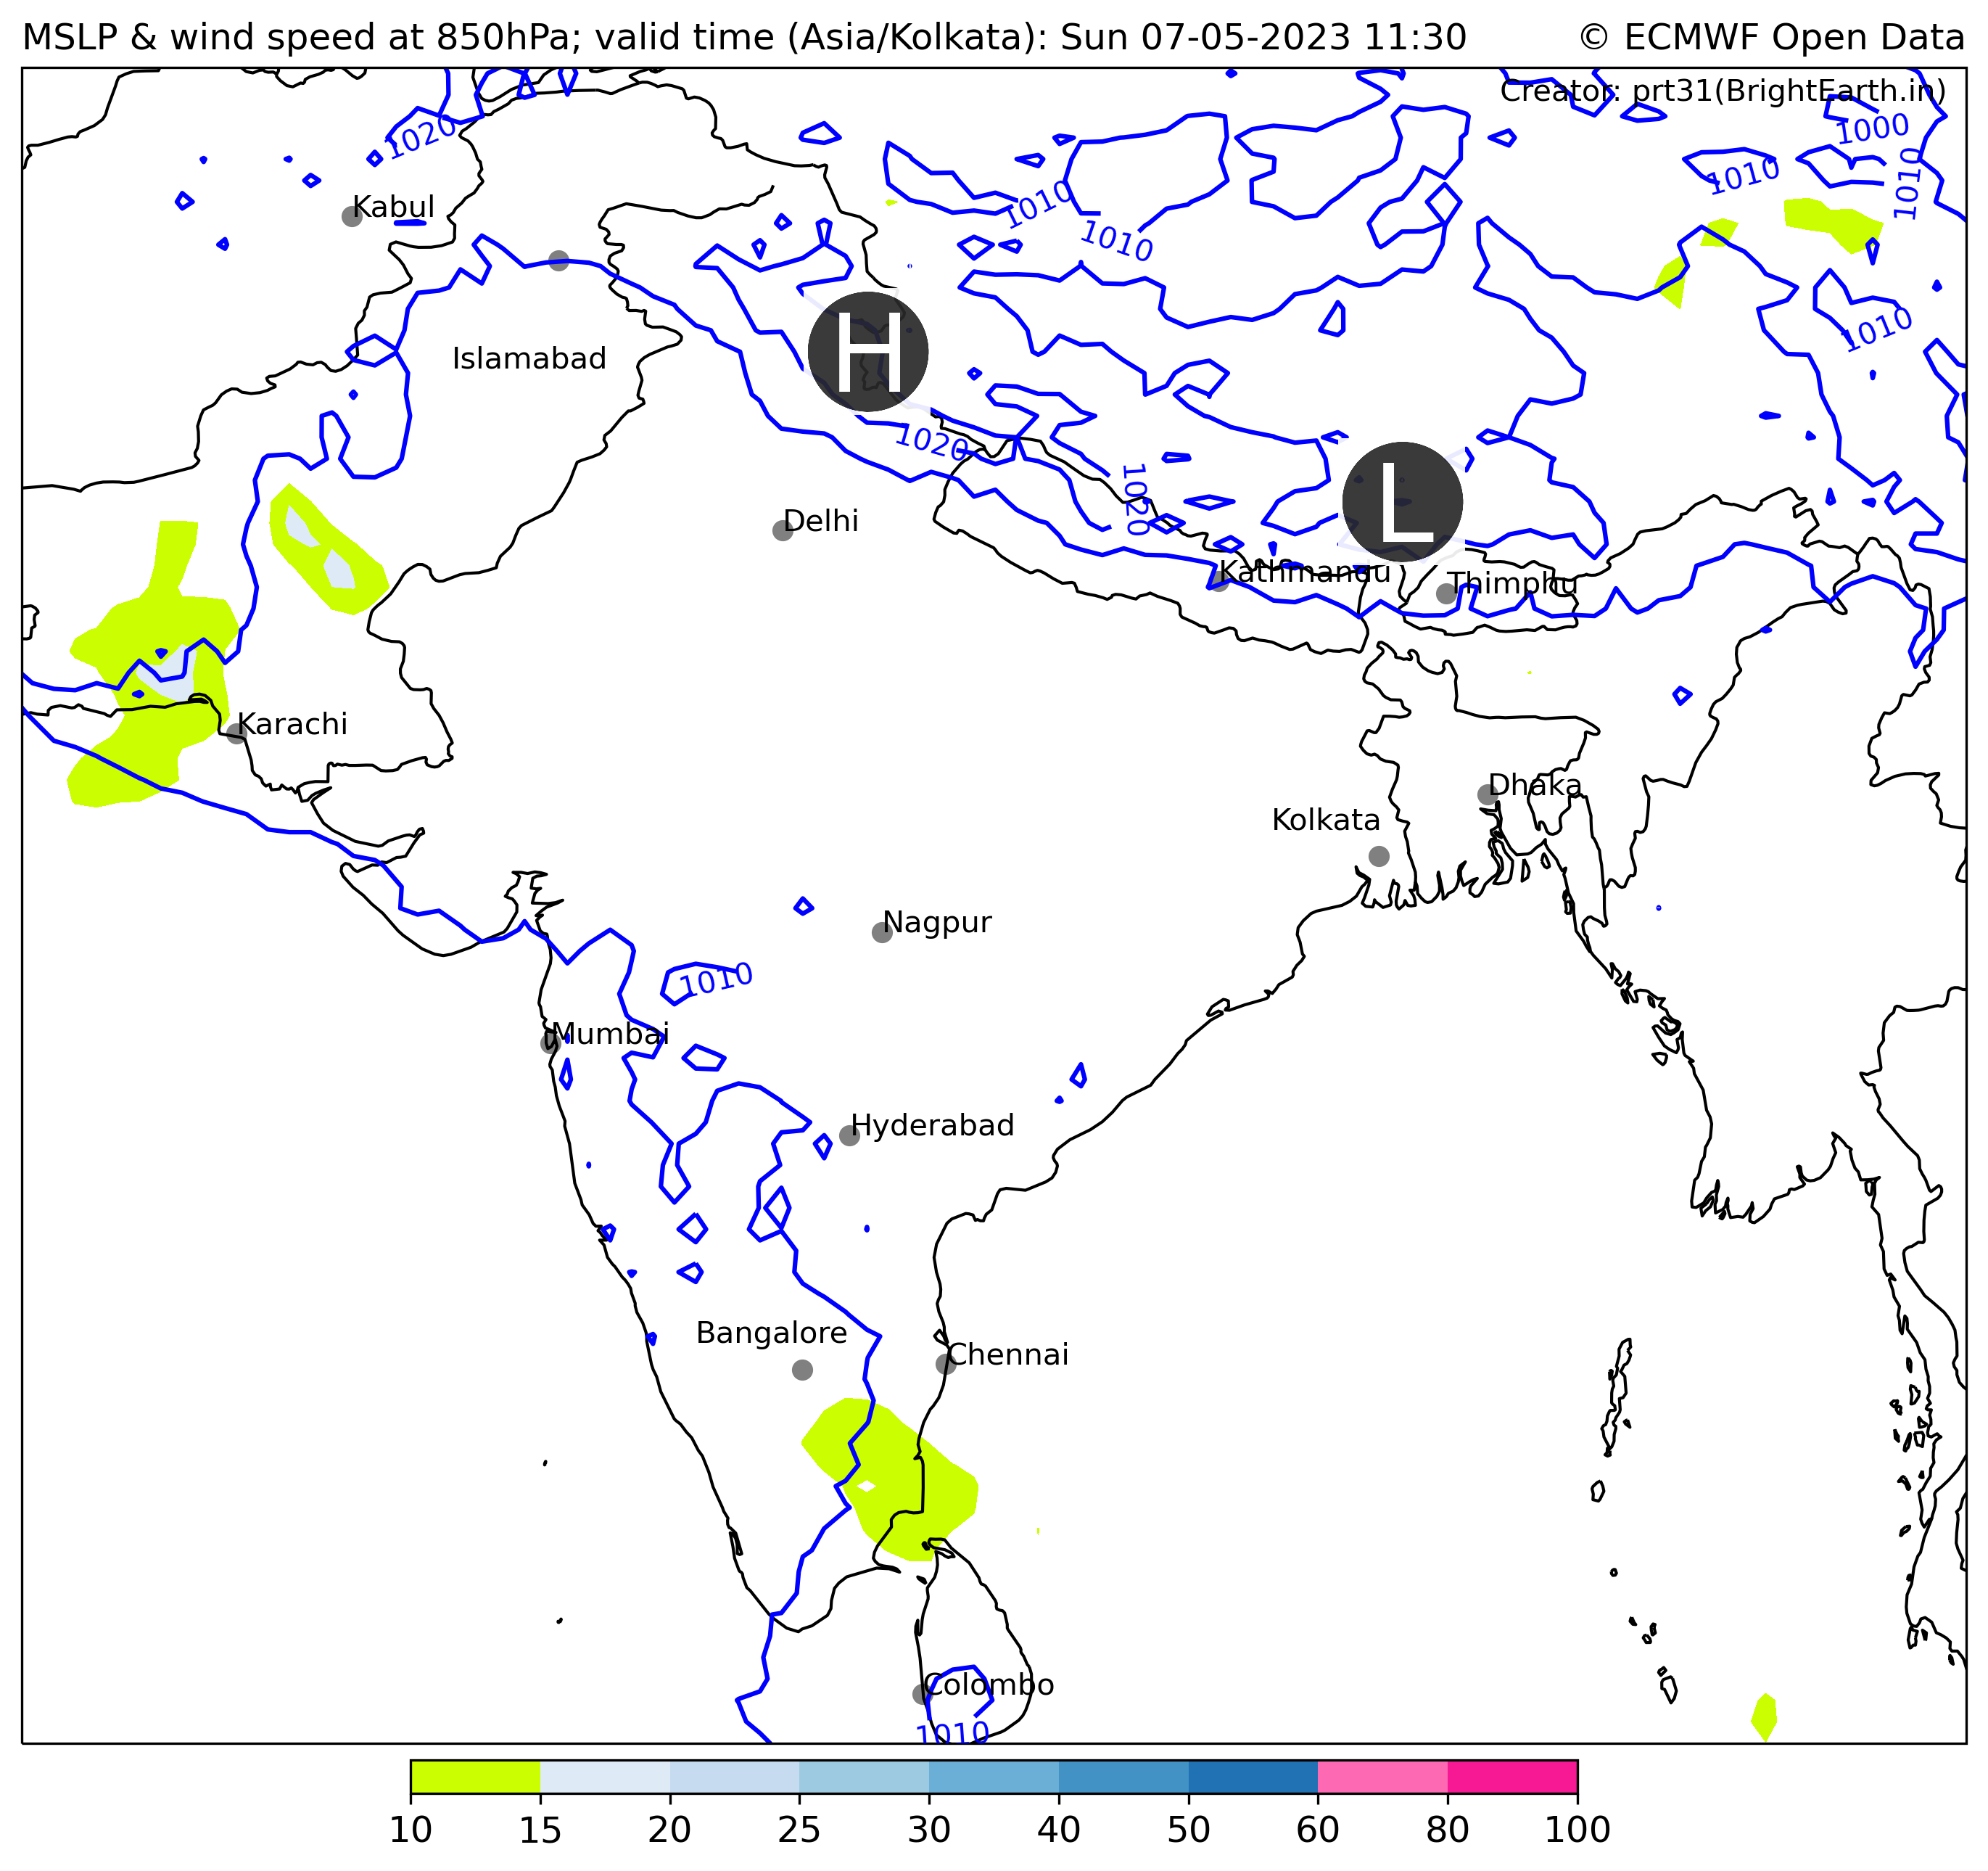 MSLP & wind speed at 850hPa; valid time (Asia/Kolkata): Sun 07-05-2023 11:30 © ECMWF Open Data
Creator: prt31(BrightEarth.in)
1020
1000
1010
1010
1010
Kabul
1010
1010
1010
H
Islamabad
1020
1020
L
Delhi
Kathmandu
Thimphu
Karachi
Dhaka
Kolkata
Nagpur
1010
Mumbai
Hyderabad
Bangalore
Chennai
Colombo
1010
10 15 20 25 30 40 50 60 80 100